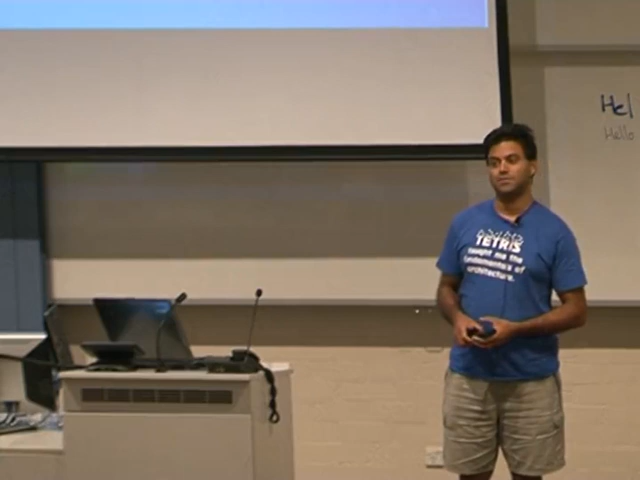 Hel
Hello
TETRIS
taught me the
fundamentals of
architecture.